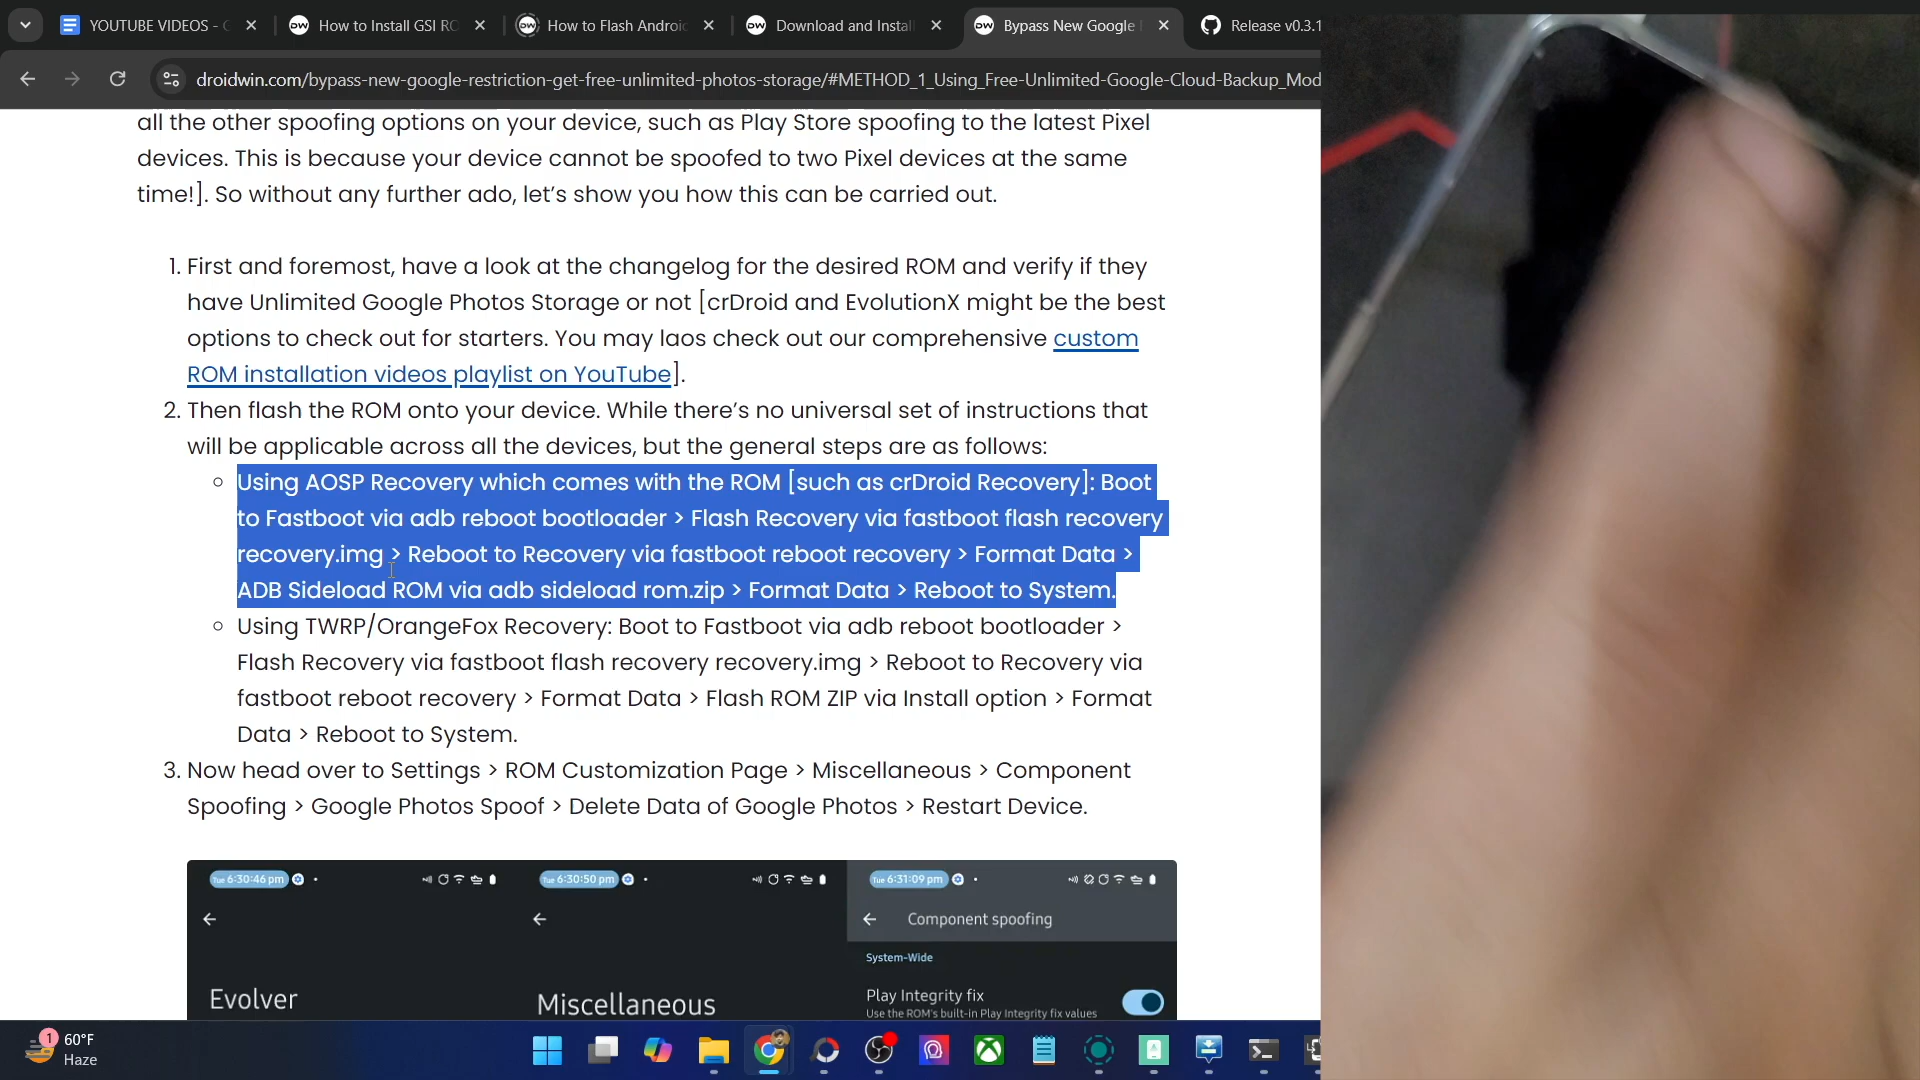 YOUTUBE VIDEOS -
How to Install GSI RO
How to Flash Androi
Download and Instal
Bypass New Google
Release v0.3.1
droidwin.com/bypass-new-google-restriction-get-free-unlimited-photos-storage/#METHOD_1_Using_Free-Unlimited-Google-Cloud-Backup_Mod
all the other spoofing options on your device, such as Play Store spoofing to the latest Pixel
devices. This is because your device cannot be spoofed to two Pixel devices at the same
time!]. So without any further ado, let's show you how this can be carried out.
1. First and foremost, have a look at the changelog for the desired ROM and verify if they
have Unlimited Google Photos Storage or not [crDroid and EvolutionX might be the best
options to check out for starters. You may laos check out our comprehensive custom
ROM installation videos playlist on YouTube].
2. Then flash the ROM onto your device. While there's no universal set of instructions that
will be applicable across all the devices, but the general steps are as follows:
Using AOSP Recovery which comes with the ROM [such as crDroid Recovery]: Boot
to Fastboot via adb reboot bootloader > Flash Recovery via fastboot flash recovery
recovery.img > Reboot to Recovery via fastboot reboot recovery > Format Data >
ADB Sideload ROM via adb sideload rom.zip > Format Data > Reboot to System.
Using TWRP/OrangeFox Recovery: Boot to Fastboot via adb reboot bootloader >
Flash Recovery via fastboot flash recovery recovery.img > Reboot to Recovery via
fastboot reboot recovery > Format Data > Flash ROM ZIP via Install option > Format
Data > Reboot to System.
3. Now head over to Settings > ROM Customization Page > Miscellaneous > Component
Spoofing > Google Photos Spoof > Delete Data of Google Photos > Restart Device.
Tue 6:30:46 pm
Tue 6:30:50 pm
Tue 6:31:09 pm
Component spoofing
System-Wide
Evolver
Miscellaneous
Play Integrity fix
Use the ROM's built-in Play Integrity fix values
1
60°F
Haze